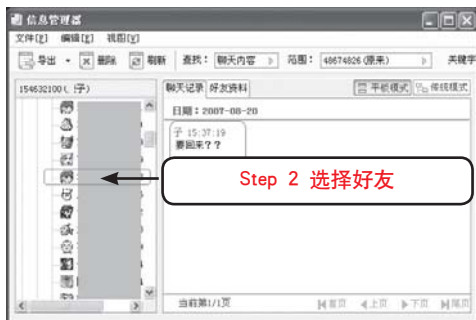 信息管理器
文件[F] 编辑[E] 视图[V]
导出 删除 刷新 查找： 聊天内容 范围： 48674826(原来) 关键字
154632100(.子)
聊天记录 好友资料 平板模式 传统模式
日期：2007-08-20
子 15:37:19
要回来？？
Step 2 选择好友
当前第1/1页 首页 上页 下页 尾页